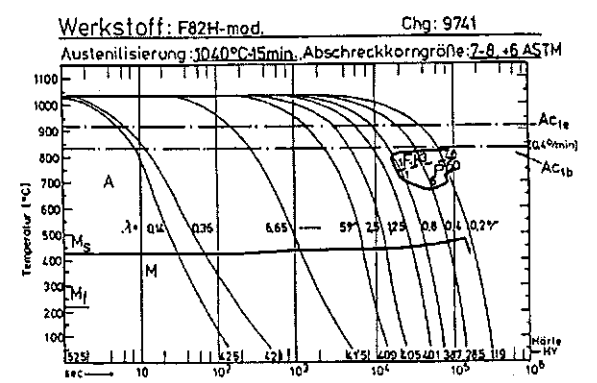 Werkstoff: F82H-mod. Chg: 9741
Austenilisierung: 1040°C-15min., Abschreckkorngröße: 7-8, +6 ASTM
1100
1000
900
800
700
600
500
400
300
200
100
Temperatur [°C]
Ac1e
(0,4°/min)
Ac1b
A
λ= 0,14 0,35 6,65 59° 2,5 1,25 0,8 0,4 0,2°/'
Ms
M
Mf
Härte
HV
525 425 421 415 409 405 401 387 285 119
sec 10 10² 10³ 10⁴ 10⁵ 10⁶